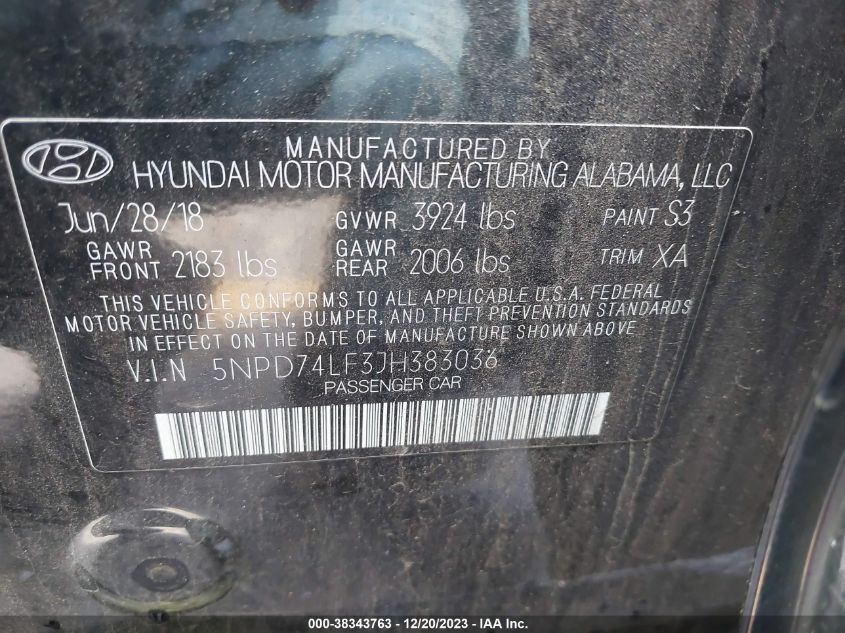 MANUFACTURED BY
HYUNDAI MOTOR MANUFACTURING ALABAMA, LLC
Jun/28/18 GVWR 3924 lbs PAINT S3
GAWR FRONT 2183 lbs GAWR REAR 2006 lbs TRIM XA
THIS VEHICLE CONFORMS TO ALL APPLICABLE U.S.A. FEDERAL
MOTOR VEHICLE SAFETY, BUMPER, AND THEFT PREVENTION STANDARDS
IN EFFECT ON THE DATE OF MANUFACTURE SHOWN ABOVE
V.I.N 5NPD74LF3JH383036
PASSENGER CAR
000-38343763 - 12/20/2023 - IAA Inc.